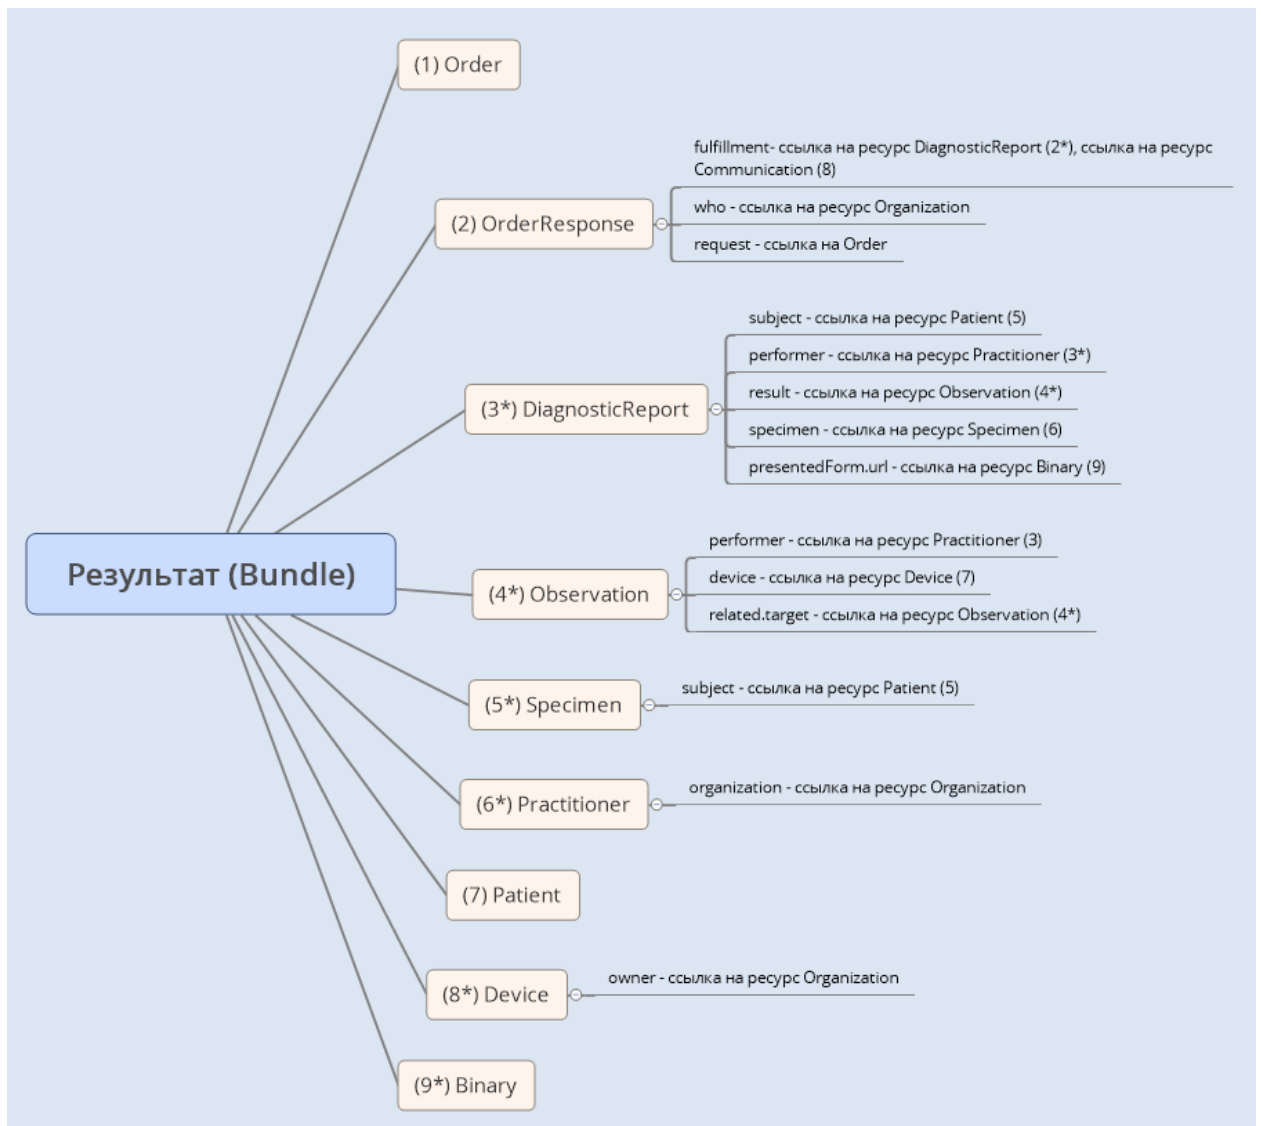 (1) Order
fulfillment- ссылка на ресурс DiagnosticReport (2*), ссылка на ресурс
Communication (8)
(2) OrderResponse
who - ссылка на ресурс Organization
request - ссылка на Order
subject - ссылка на ресурс Patient (5)
performer - ссылка на ресурс Practitioner (3*)
(3*) DiagnosticReport
result - ссылка на ресурс Observation (4*)
specimen - ссылка на ресурс Specimen (6)
presentedForm.url - ссылка на ресурс Binary (9)
Результат (Bundle)
performer - ссылка на ресурс Practitioner (3)
(4*) Observation
device - ссылка на ресурс Device (7)
related.target - ссылка на ресурс Observation (4*)
(5*) Specimen
subject - ссылка на ресурс Patient (5)
(6*) Practitioner
organization - ссылка на ресурс Organization
(7) Patient
(8*) Device
owner - ссылка на ресурс Organization
(9*) Binary